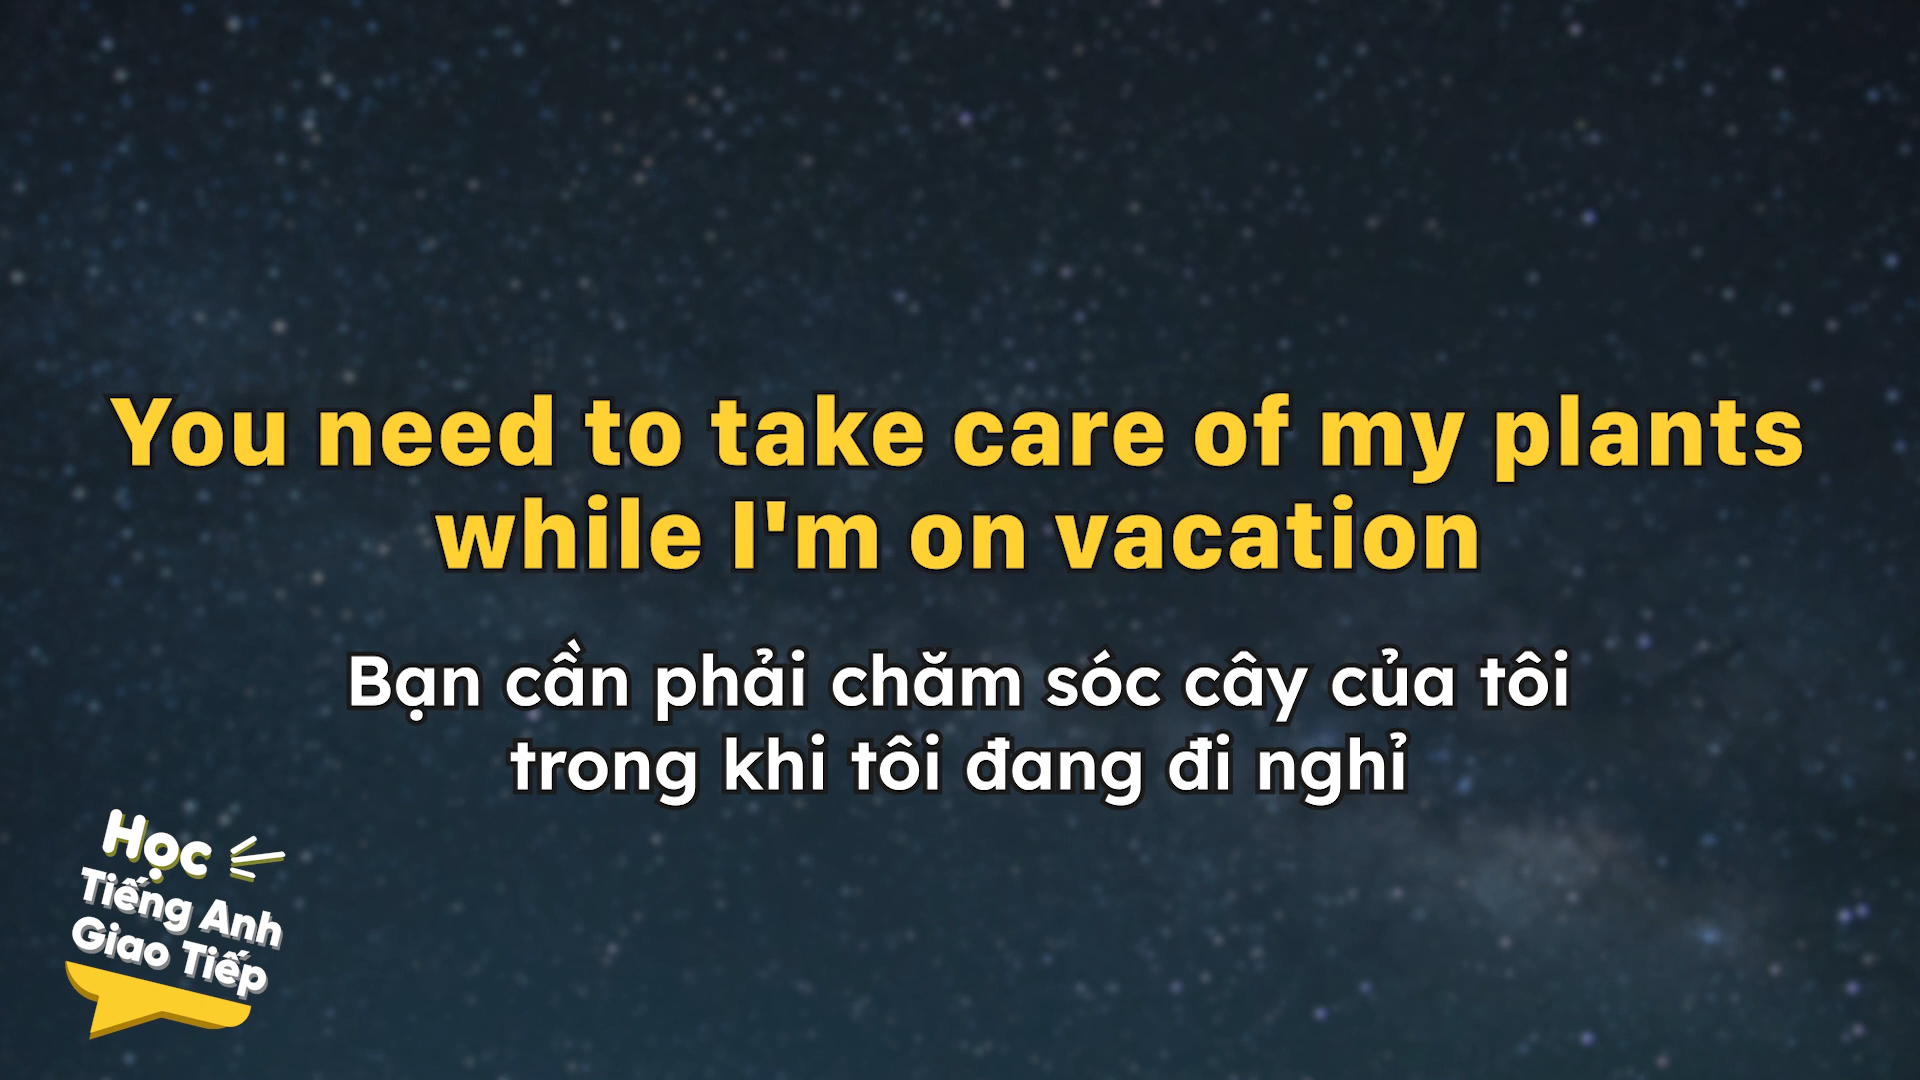 You need to take care of my plants
while I'm on vacation
Bạn cần phải chăm sóc cây của tôi
trong khi tôi đang đi nghỉ
Học
Tiếng Anh
Giao Tiếp